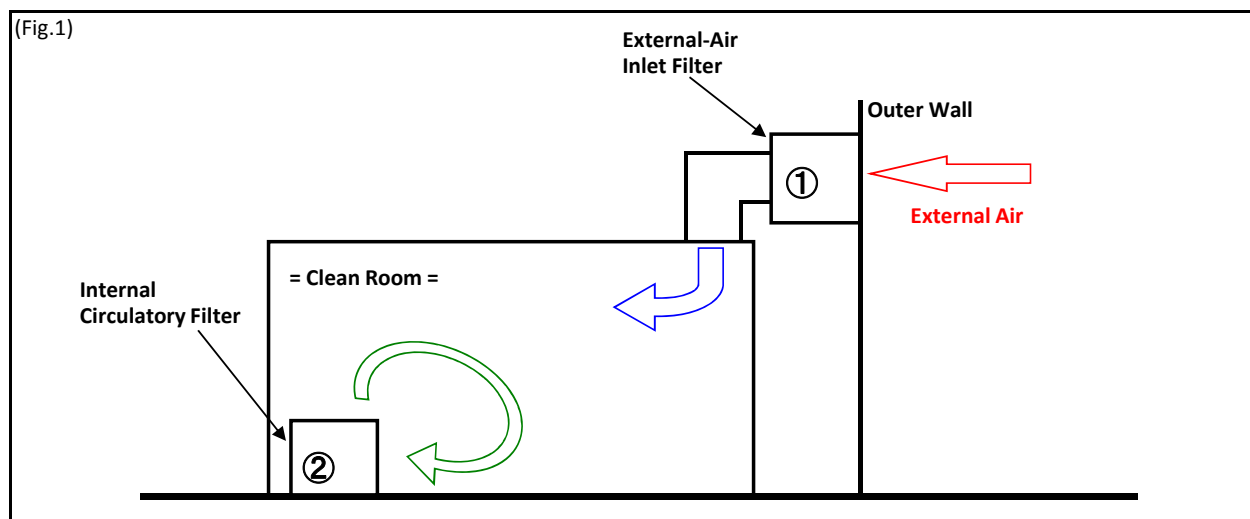 (Fig.1)
External-Air
Inlet Filter
Outer Wall
①
External Air
= Clean Room =
Internal
Circulatory Filter
②